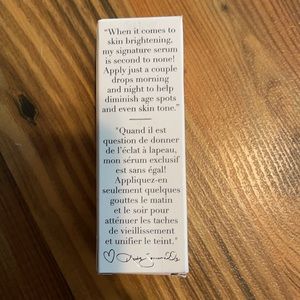 “When it comes to
skin brightening,
my signature serum
is second to none!
Apply just a couple
drops morning
and night to help
diminish age spots
and even skin tone.”
"Quand il est
question de donner
de l'éclat à lapeau,
mon sérum exclusif
est sans égal!
Appliquez-en
seulement quelques
gouttes le matin
et le soir pour
atténuer les taches de
vieillissement
et unifier le teint."